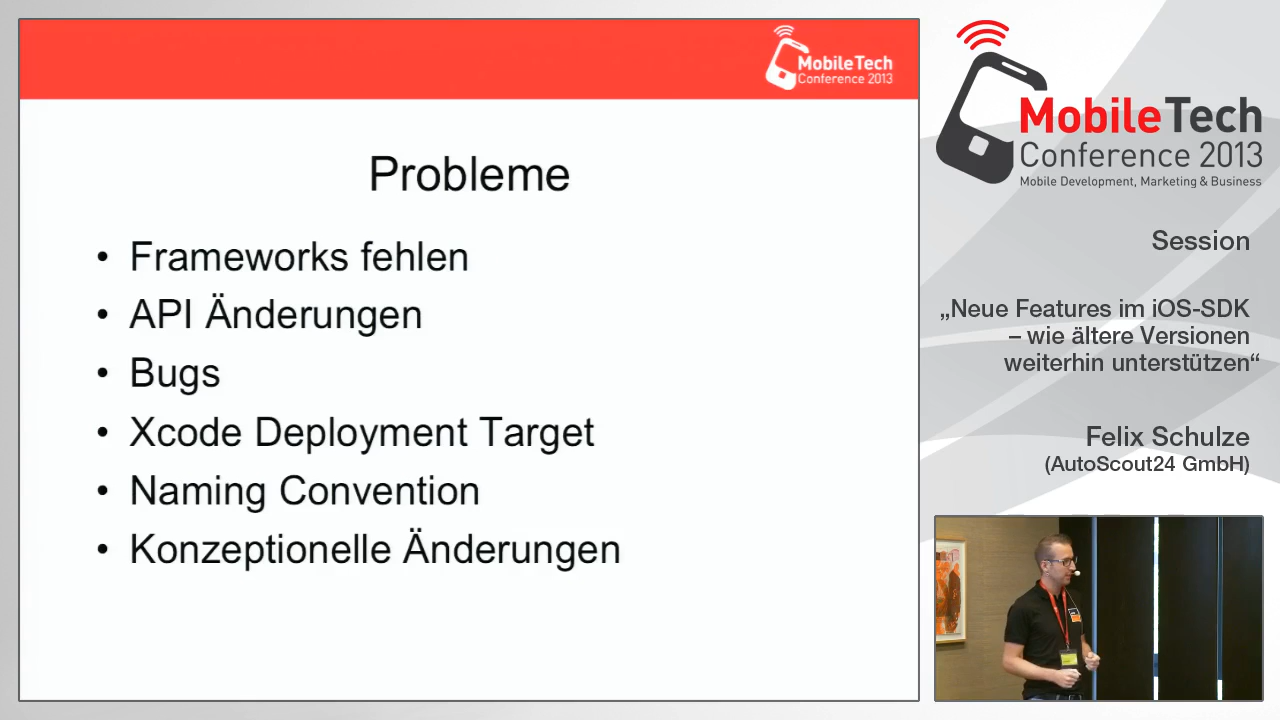 MobileTech
Conference 2013
Probleme
• Frameworks fehlen
• API Änderungen
• Bugs
• Xcode Deployment Target
• Naming Convention
• Konzeptionelle Änderungen
MobileTech
Conference 2013
Mobile Development, Marketing & Business
Session
„Neue Features im iOS-SDK
– wie ältere Versionen
weiterhin unterstützen“
Felix Schulze
(AutoScout24 GmbH)